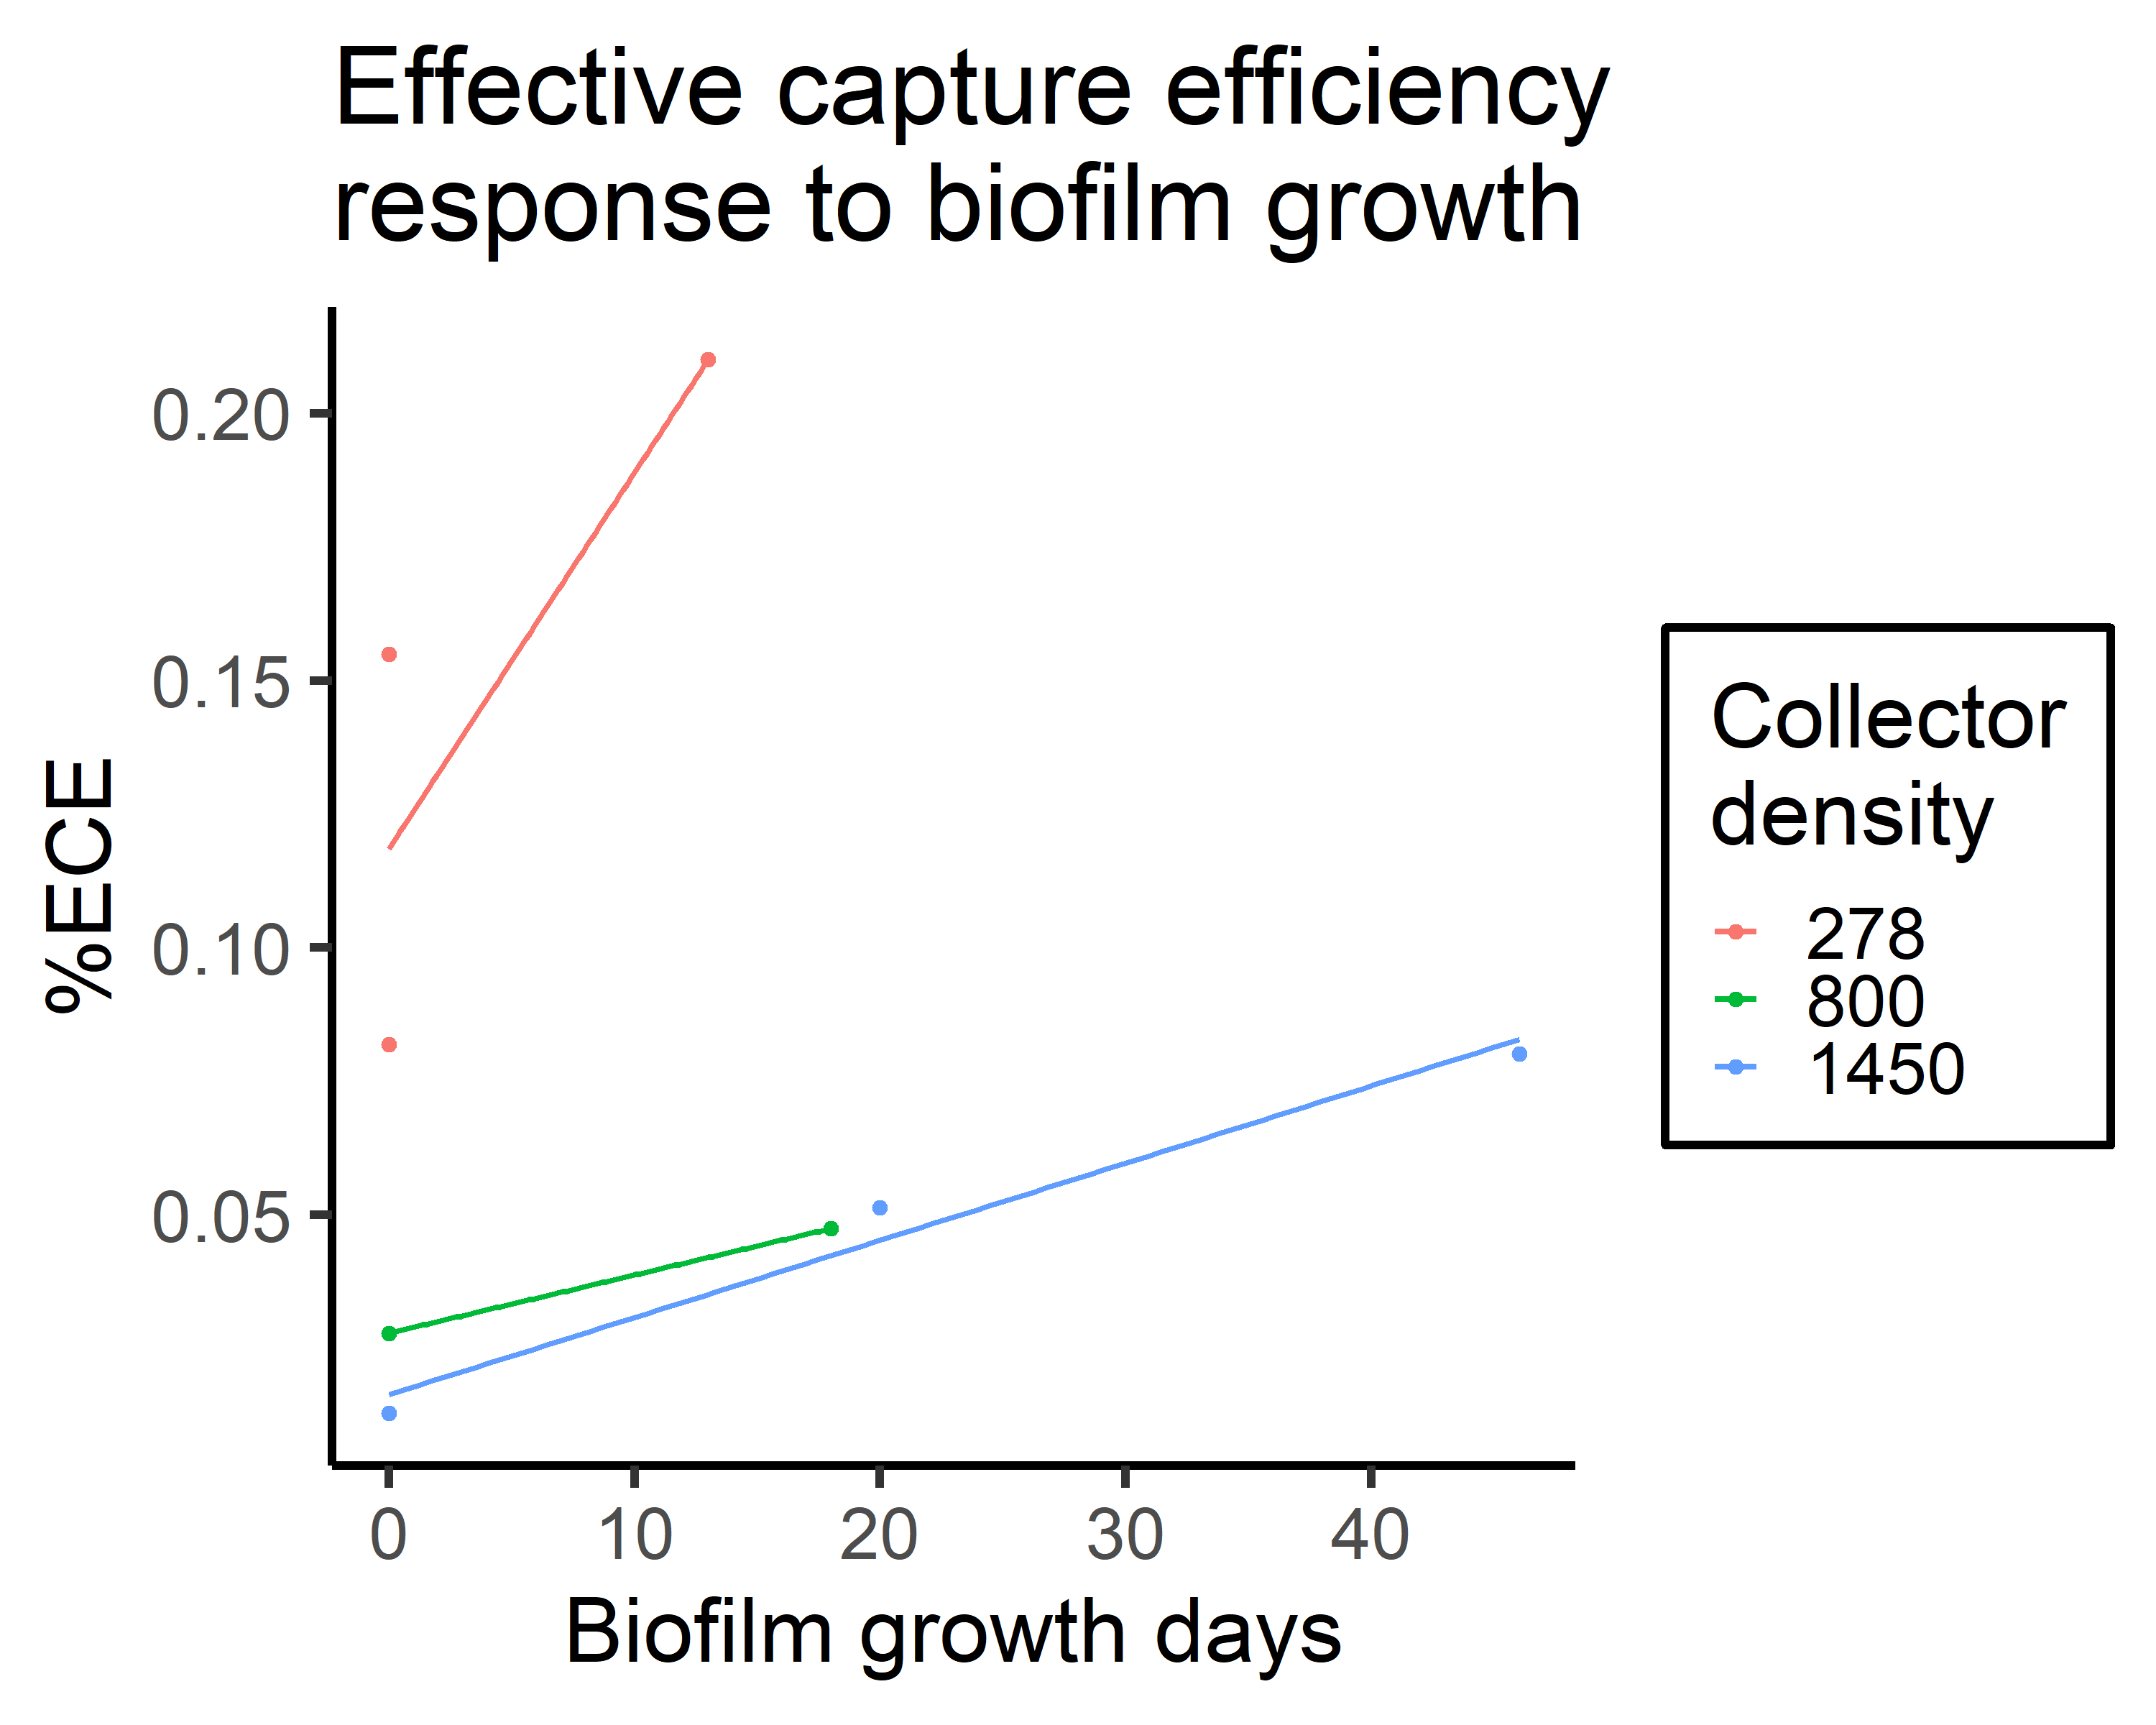 Effective capture efficiency
response to biofilm growth
0.20
0.15
0.10
0.05
%ECE
0
10
20
30
40
Biofilm growth days
Collector
density
278
800
1450